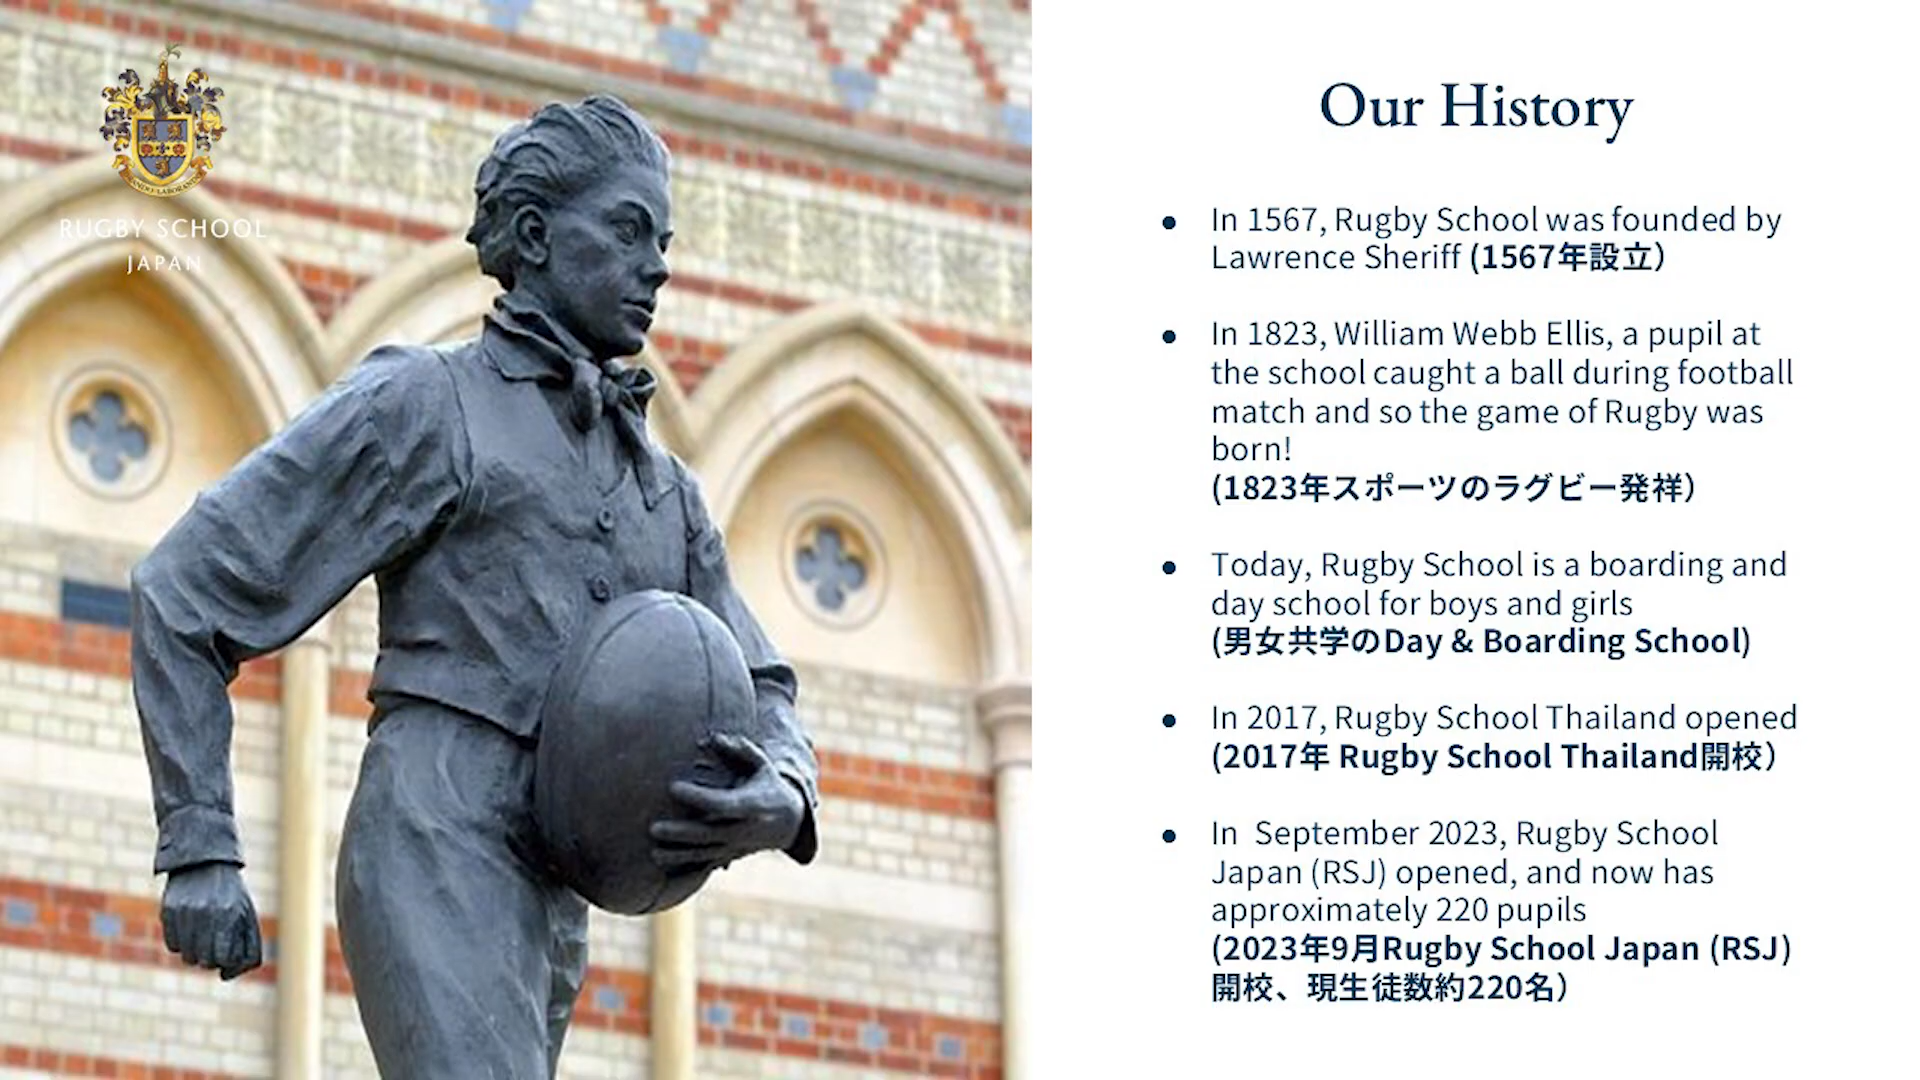 RUGBY SCHOOL
JAPAN
Our History
In 1567, Rugby School was founded by
Lawrence Sheriff (1567年設立）
In 1823, William Webb Ellis, a pupil at
the school caught a ball during football
match and so the game of Rugby was
born!
(1823年スポーツのラグビー発祥）
Today, Rugby School is a boarding and
day school for boys and girls
(男女共学のDay & Boarding School)
In 2017, Rugby School Thailand opened
(2017年 Rugby School Thailand開校）
In  September 2023, Rugby School
Japan (RSJ) opened, and now has
approximately 220 pupils
(2023年9月Rugby School Japan (RSJ)
開校、現生徒数約220名）